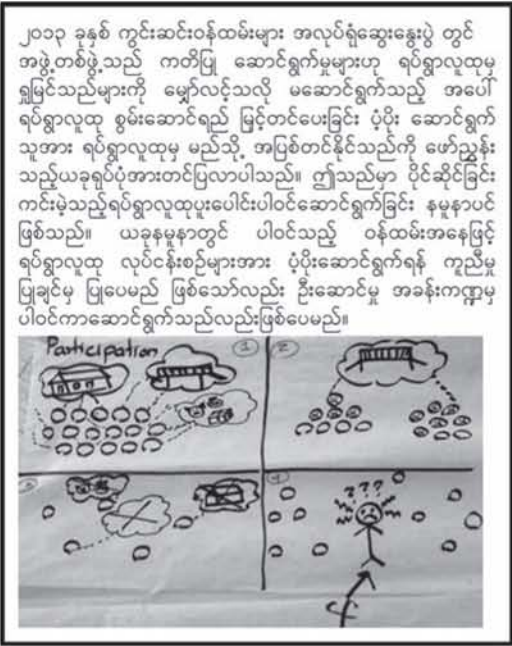 ၂၀၁၃ ခုနှစ် ကွင်းဆင်းဝန်ထမ်းများ အလုပ်ရုံဆွေးနွေးပွဲ တွင်
အဖွဲ့တစ်ဖွဲ့သည် ကတိပြု ဆောင်ရွက်မှုများဟု ရပ်ရွာလူထုမှ
ရှုမြင်သည်များကို မျှော်လင့်သလို မဆောင်ရွက်သည့် အပေါ်
ရပ်ရွာလူထု စွမ်းဆောင်ရည် မြှင့်တင်ပေးခြင်း ပံ့ပိုး ဆောင်ရွက်
သူအား ရပ်ရွာလူထုမှ မည်သို့ အပြစ်တင်နိုင်သည်ကို ဖော်ညွှန်း
သည့်ယခုရုပ်ပုံအားတင်ပြလာပါသည်။ ဤသည်မှာ ပိုင်ဆိုင်ခြင်း
ကင်းမဲ့သည့်ရပ်ရွာလူထုပူးပေါင်းပါဝင်ဆောင်ရွက်ခြင်း နမူနာပင်
ဖြစ်သည်။ ယခုနမူနာတွင် ပါဝင်သည့် ဝန်ထမ်းအနေဖြင့်
ရပ်ရွာလူထု လုပ်ငန်းစဉ်များအား ပံ့ပိုးဆောင်ရွက်ရန် ကူညီမှု
ပြုချင်မှ ပြုပေမည် ဖြစ်သော်လည်း ဦးဆောင်မှု အခန်းကဏ္ဍမှ
ပါဝင်ကာဆောင်ရွက်သည်လည်းဖြစ်ပေမည်။
Participation
1
2
3
4
? ? ?
CF